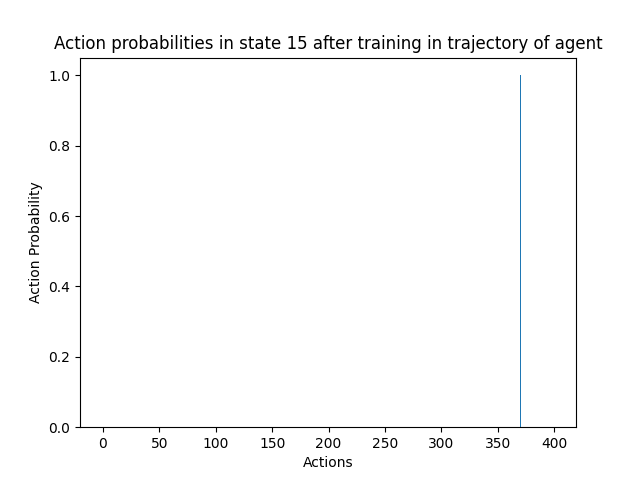 Action probabilities in state 15 after training in trajectory of agent
1.0
0.8
0.6
0.4
0.2
0.0
Action Probability
0 50 100 150 200 250 300 350 400
Actions